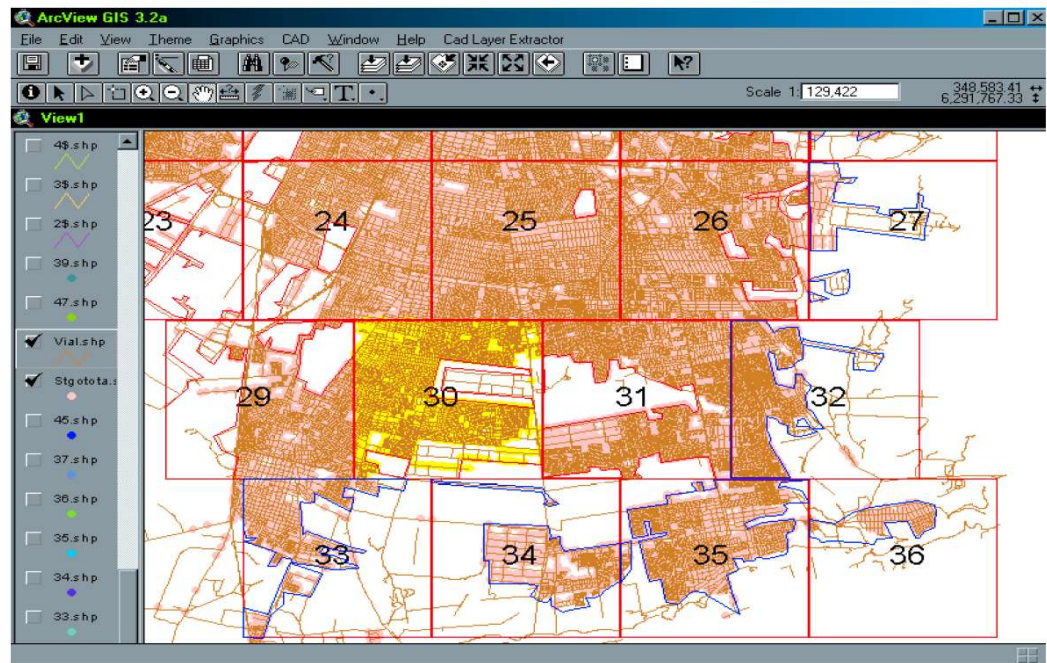 ArcView GIS 3.2a
File Edit View Theme Graphics CAD Window Help Cad Layer Extractor
Scale 1: 129,422
348,583.41
6,291,767.33
View1
4$.shp
3$.shp
2$.shp
39.shp
47.shp
Vial.shp
Stgotota.s
45.shp
37.shp
36.shp
35.shp
34.shp
33.shp
23 24 25 26 27
29 30 31 32
33 34 35 36